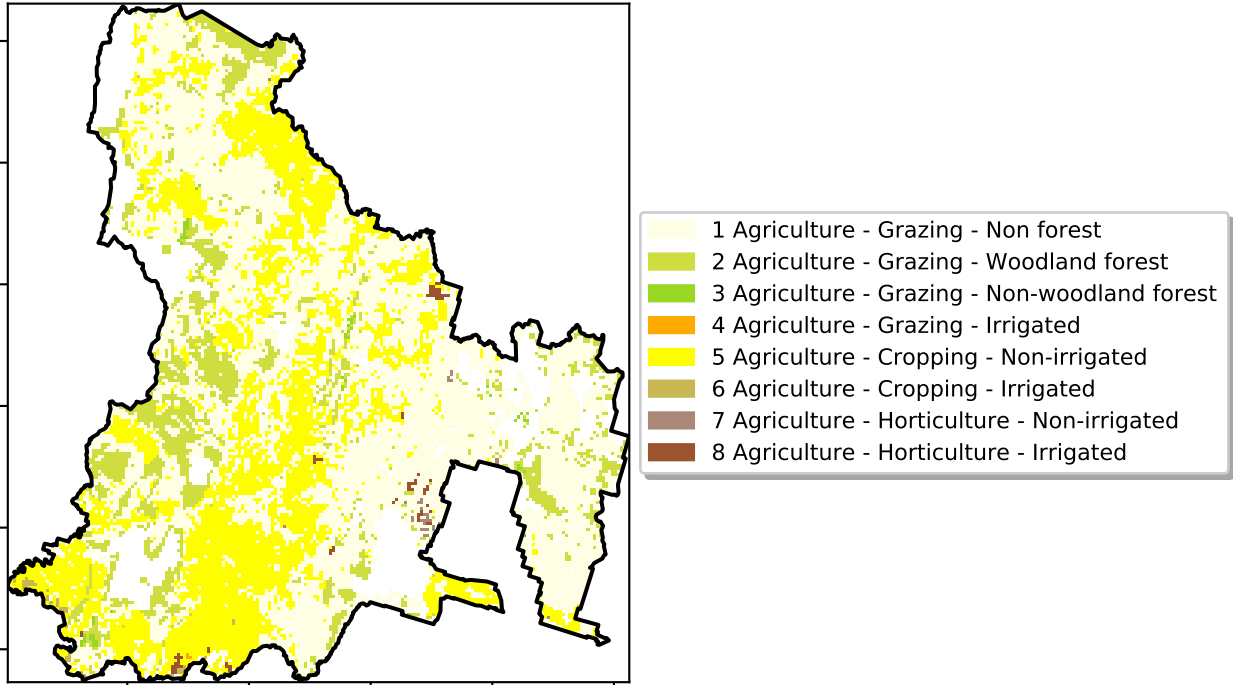 1 Agriculture - Grazing - Non forest
2 Agriculture - Grazing - Woodland forest
3 Agriculture - Grazing - Non-woodland forest
4 Agriculture - Grazing - Irrigated
5 Agriculture - Cropping - Non-irrigated
6 Agriculture - Cropping - Irrigated
7 Agriculture - Horticulture - Non-irrigated
8 Agriculture - Horticulture - Irrigated